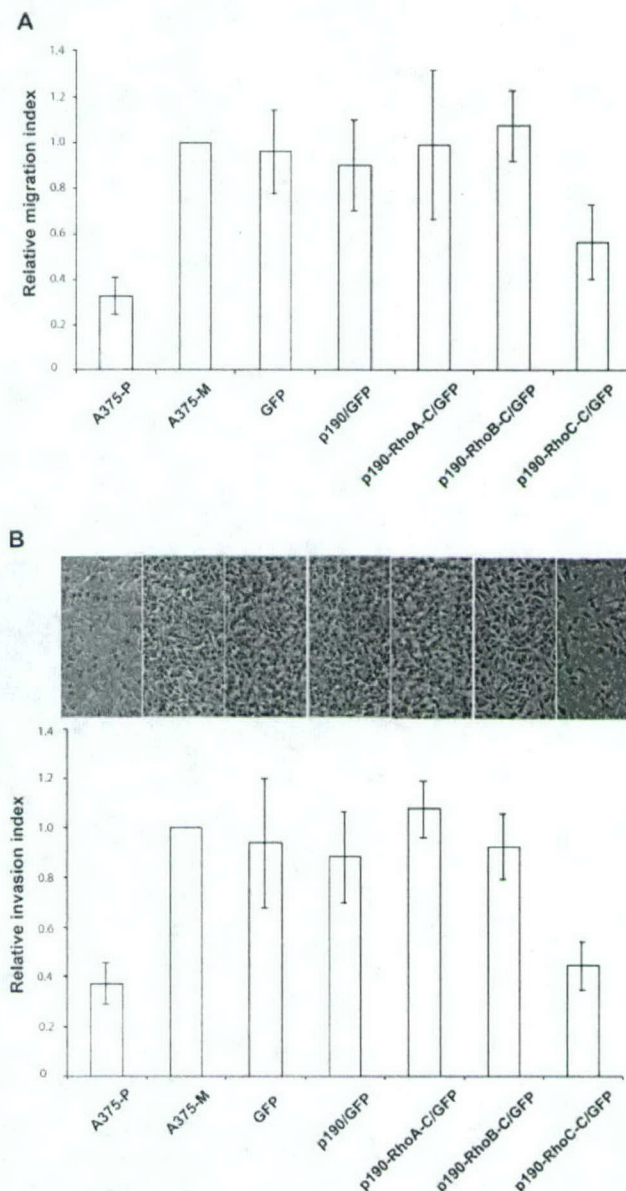 A
Relative migration index
1.4
1.2
1.0
0.8
0.6
0.4
0.2
0
A375-P
A375-M
GFP
p190/GFP
p190-RhoA-C/GFP
p190-RhoB-C/GFP
p190-RhoC-C/GFP
B
Relative invasion index
1.4
1.2
1.0
0.8
0.6
0.4
0.2
0
A375-P
A375-M
GFP
p190/GFP
p190-RhoA-C/GFP
p190-RhoB-C/GFP
p190-RhoC-C/GFP